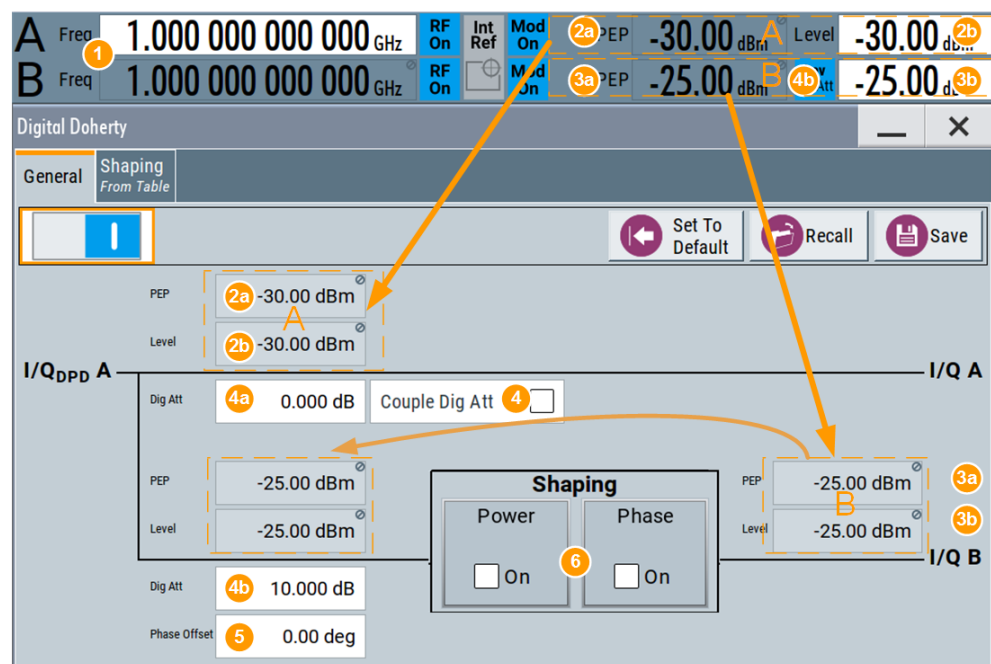 A Freq 1 1.000 000 000 000 GHz RF On Int Ref Mod On 2a PEP -30.00 dBm A Level -30.00 2b
B Freq 1.000 000 000 000 GHz RF On Mod On 3a PEP -25.00 dBm B 4b Att -25.00 3b
Digital Doherty
General Shaping From Table
Set To Default Recall Save
PEP 2a -30.00 dBm
A
Level 2b -30.00 dBm
I/QDPD A I/Q A
Dig Att 4a 0.000 dB Couple Dig Att 4
PEP -25.00 dBm Shaping PEP -25.00 dBm 3a
B
Level -25.00 dBm Power Phase Level -25.00 dBm 3b
I/Q B
On 6 On
Dig Att 4b 10.000 dB
Phase Offset 5 0.00 deg